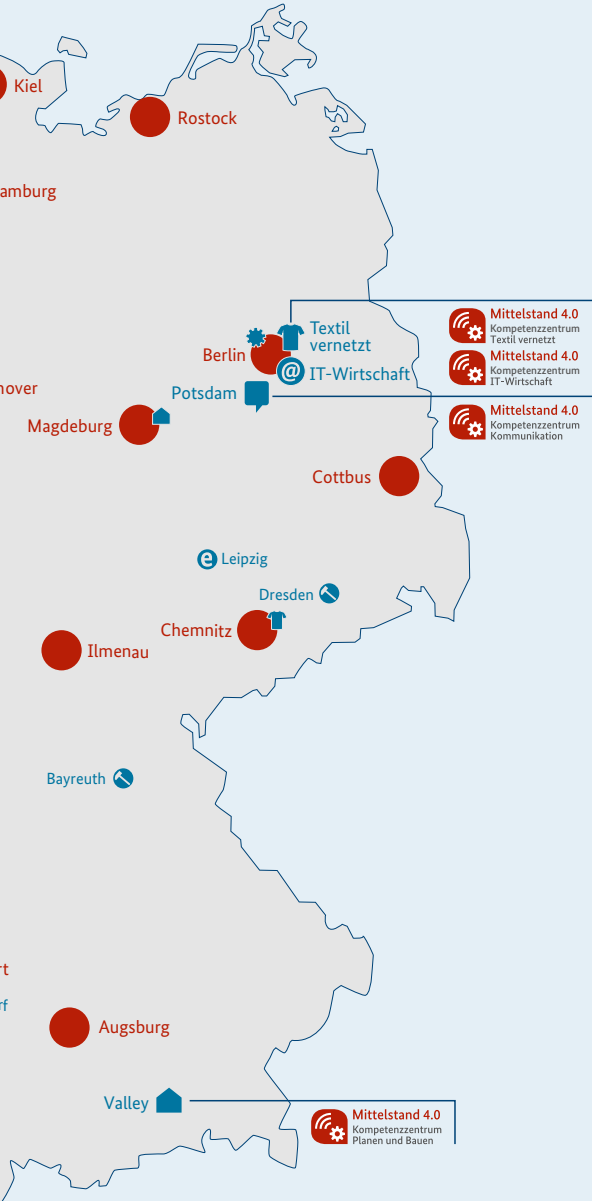 Kiel
Rostock
amburg
Textil
vernetzt
Berlin
@ IT-Wirtschaft
Mittelstand 4.0
Kompetenzzentrum
Textil vernetzt
Mittelstand 4.0
Kompetenzzentrum
IT-Wirtschaft
nover
Potsdam
Mittelstand 4.0
Kompetenzzentrum
Kommunikation
Magdeburg
Cottbus
e Leipzig
Dresden
Chemnitz
Ilmenau
Bayreuth
rt
rf
Augsburg
Valley
Mittelstand 4.0
Kompetenzzentrum
Planen und Bauen